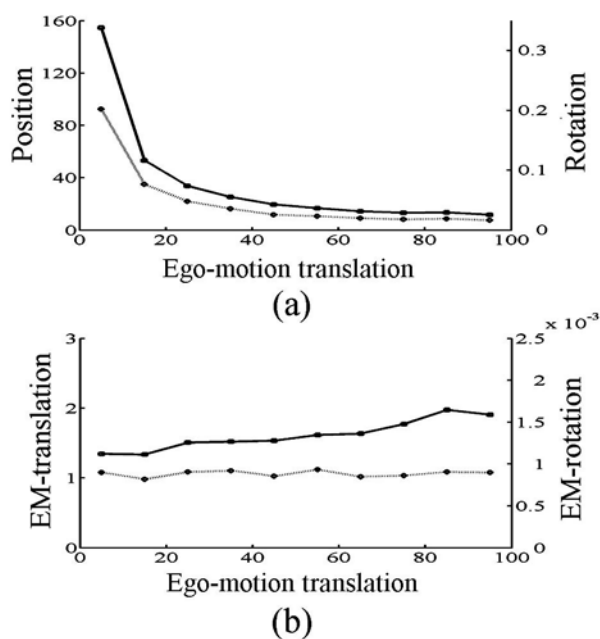 160
120
80
40
0
Position
0.3
0.2
0.1
0
Rotation
0 20 40 60 80 100
Ego-motion translation
(a)
x 10⁻³
3
2
1
0
EM-translation
2.5
2
1.5
1
0.5
0
EM-rotation
0 20 40 60 80 100
Ego-motion translation
(b)